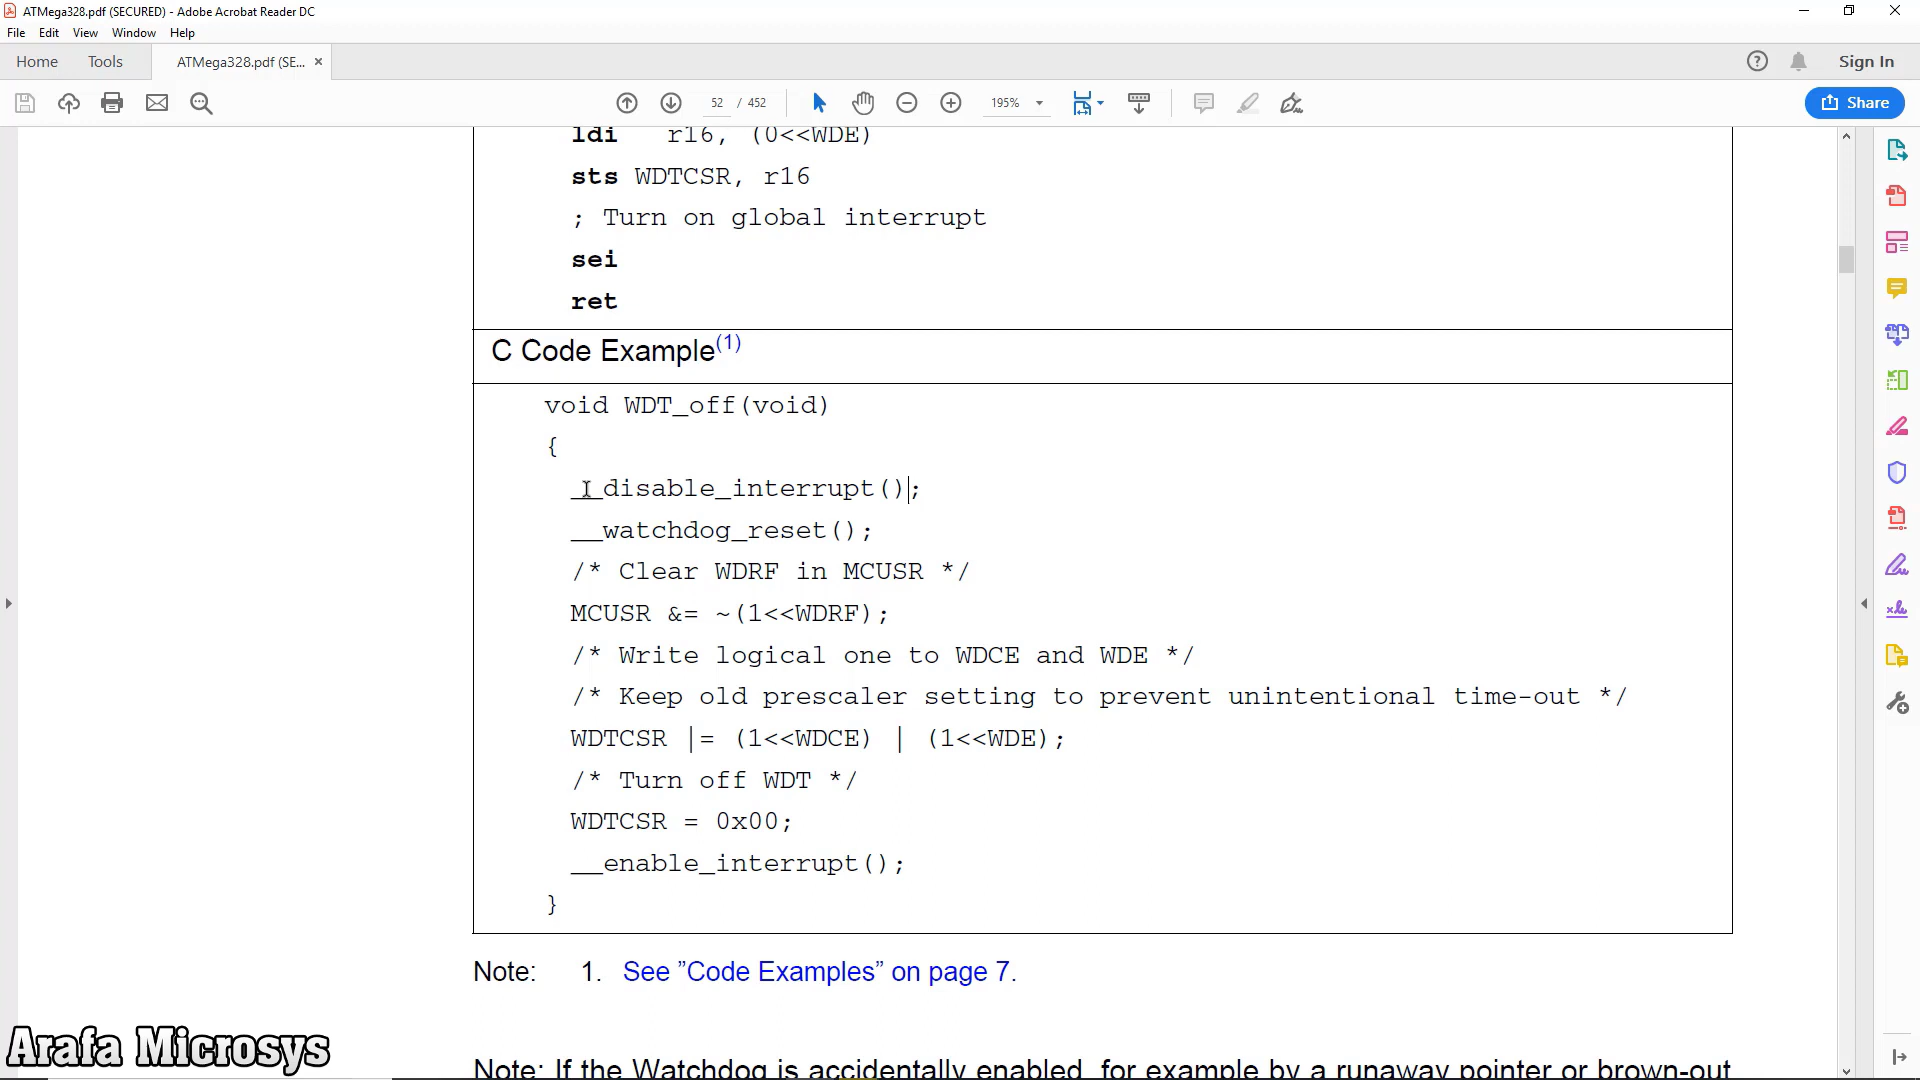 ATMega328.pdf (SECURED) - Adobe Acrobat Reader DC
File Edit View Window Help
Home Tools ATMega328.pdf (SE... × Sign In
52 / 452 195% Share
ldi r16, (0<<WDE)
sts WDTCSR, r16
; Turn on global interrupt
sei
ret
C Code Example(1)
void WDT_off(void)
{
__disable_interrupt();
__watchdog_reset();
/* Clear WDRF in MCUSR */
MCUSR &= ~(1<<WDRF);
/* Write logical one to WDCE and WDE */
/* Keep old prescaler setting to prevent unintentional time-out */
WDTCSR |= (1<<WDCE) | (1<<WDE);
/* Turn off WDT */
WDTCSR = 0x00;
__enable_interrupt();
}
Note: 1. See ”Code Examples” on page 7.
Arafa Microsys
Note: If the Watchdog is accidentally enabled, for example by a runaway pointer or brown-out